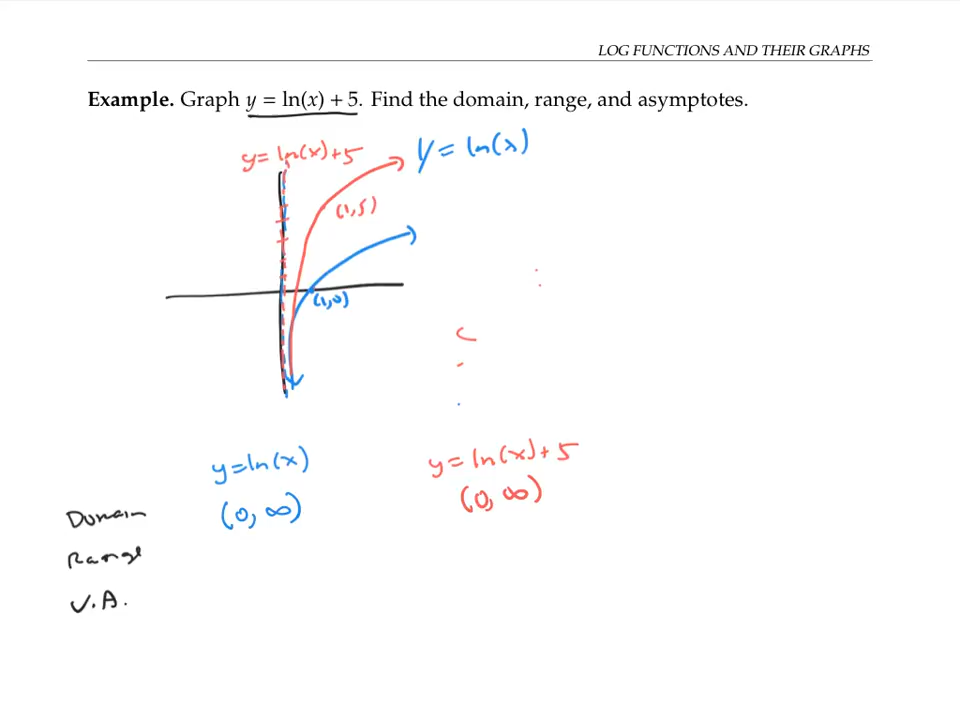 LOG FUNCTIONS AND THEIR GRAPHS
Example. Graph y = ln(x) + 5. Find the domain, range, and asymptotes.
y = ln(x)+5
y = ln(x)
(1,5)
(1,0)
y=ln(x)
y = ln(x)+5
Domain
(0, ∞)
(0, ∞)
Range
V.A.